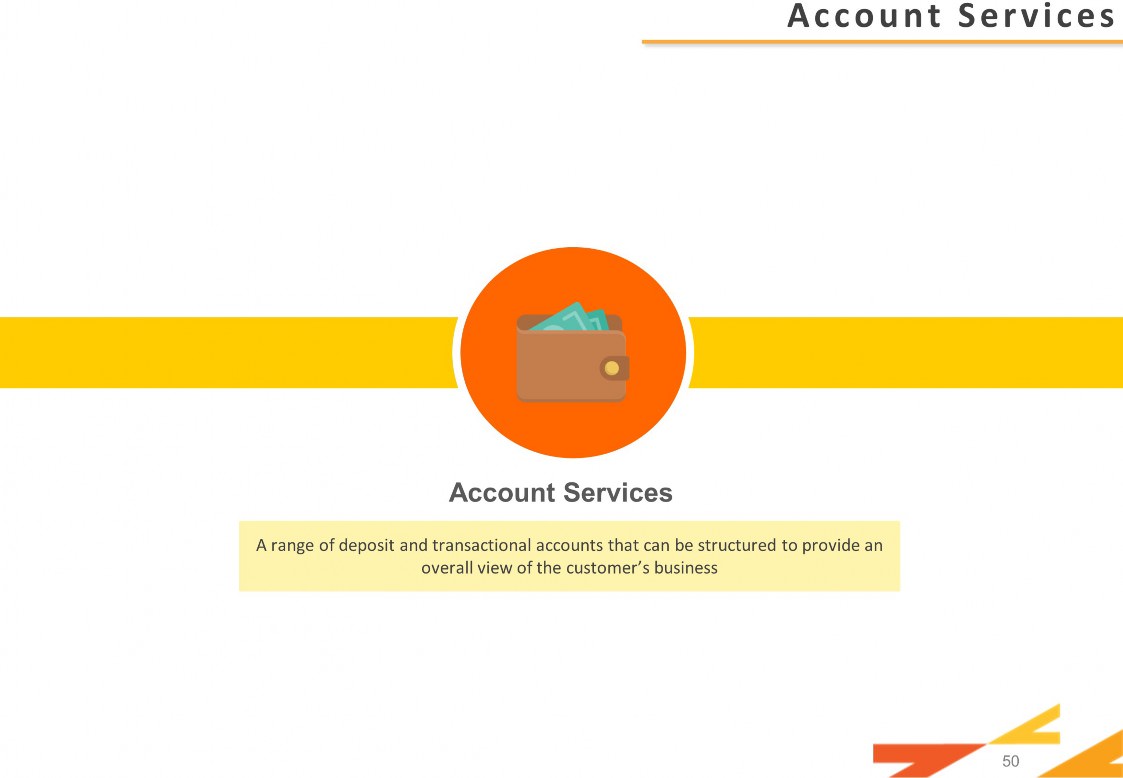 Account Services
Account Services
A range of deposit and transactional accounts that can be structured to provide an
overall view of the customer’s business
50